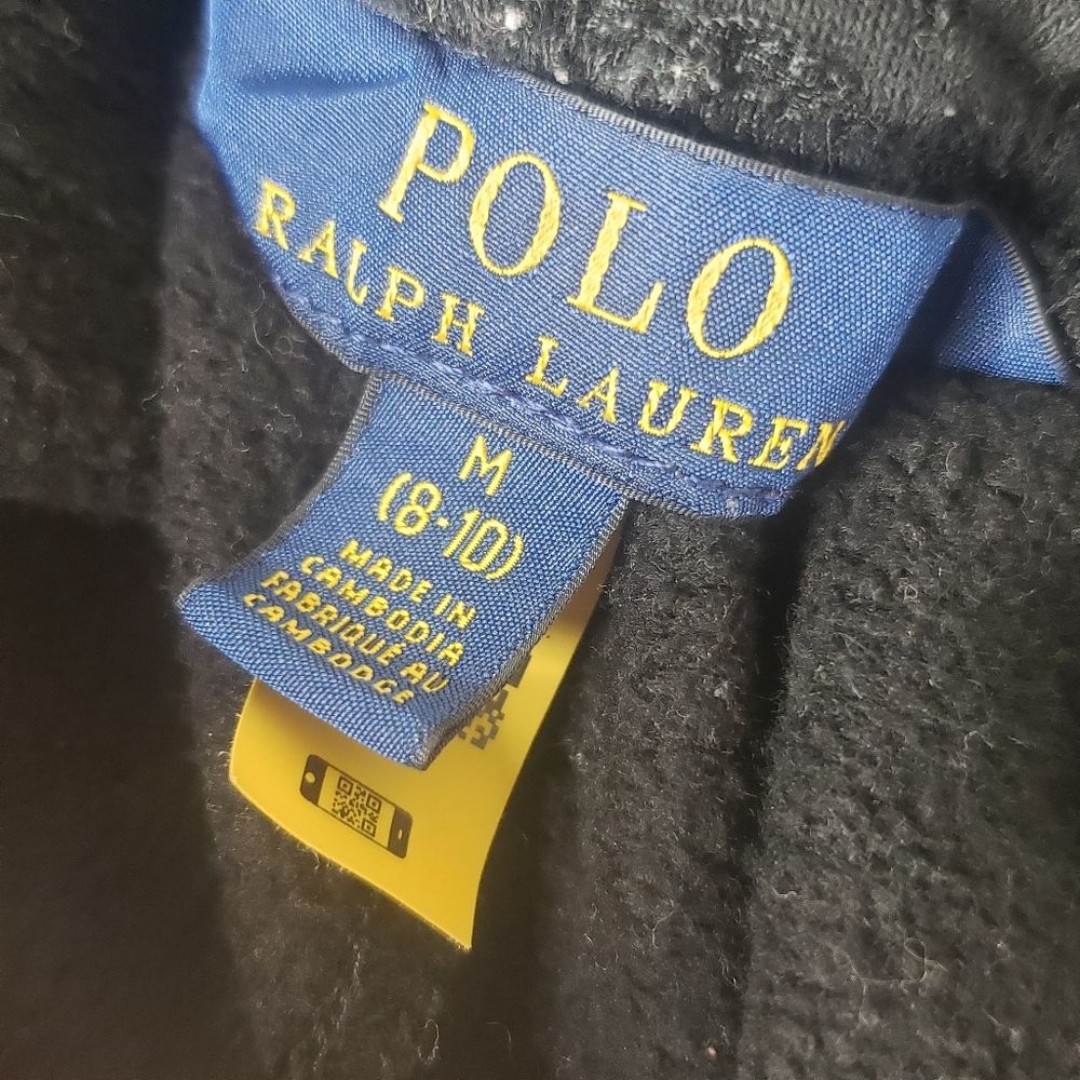 POLO
RALPH LAUREN
M
(8-10)
MADE IN
CAMBODIA
FABRIQUÉ AU
CAMBODGE